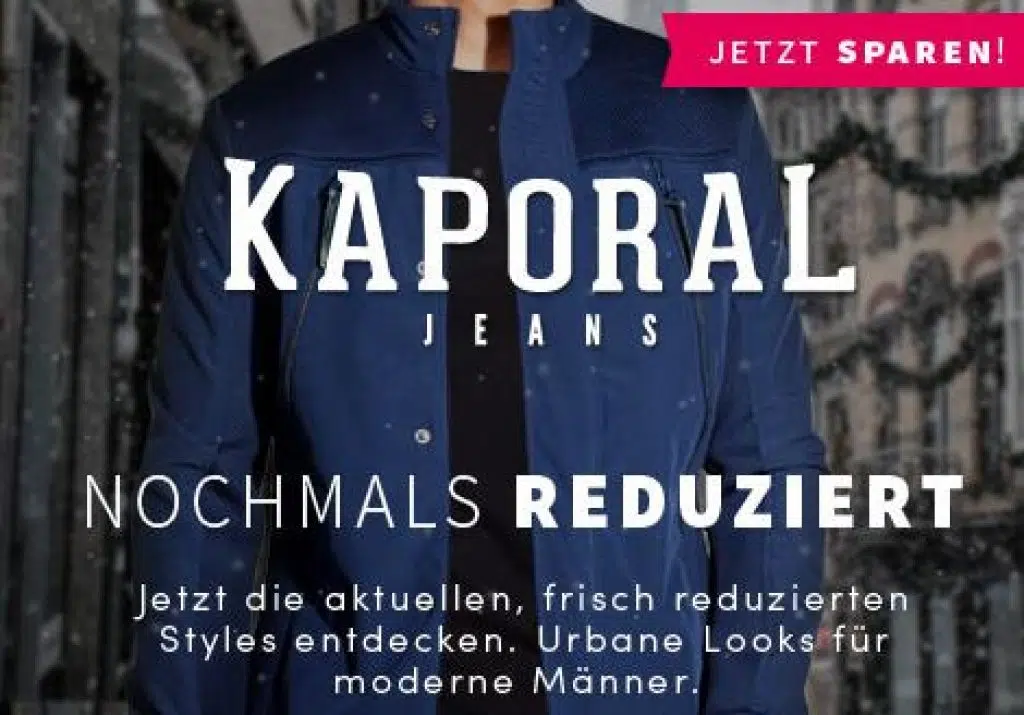 JETZT SPAREN!
KAPORAL
JEANS
NOCHMALS REDUZIERT
Jetzt die aktuellen, frisch reduzierten
Styles entdecken. Urbane Looks für
moderne Männer.